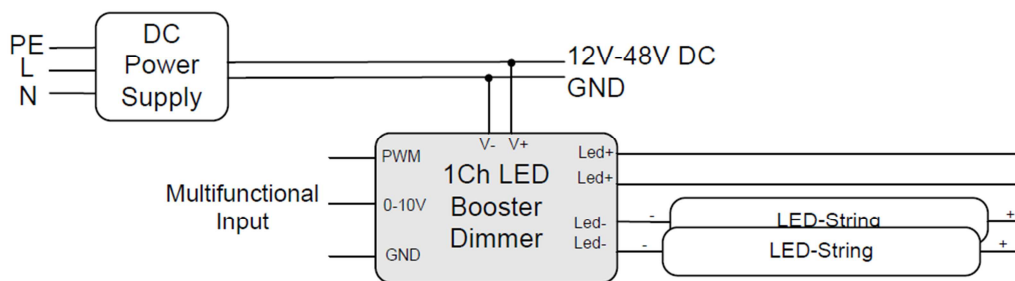 PE
L
N
DC
Power
Supply
12V-48V DC
GND
V- V+
PWM
0-10V
GND
1Ch LED
Booster
Dimmer
Led+
Led+
Led-
Led-
Multifunctional
Input
- LED-String +
- LED-String +